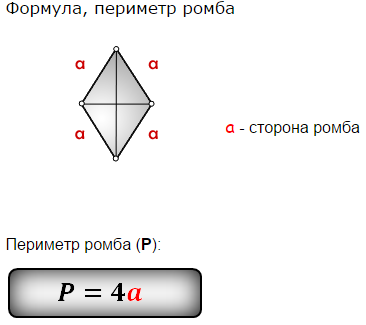 Формула, периметр ромба
a a
a a
a - сторона ромба
Периметр ромба (P):
P = 4a